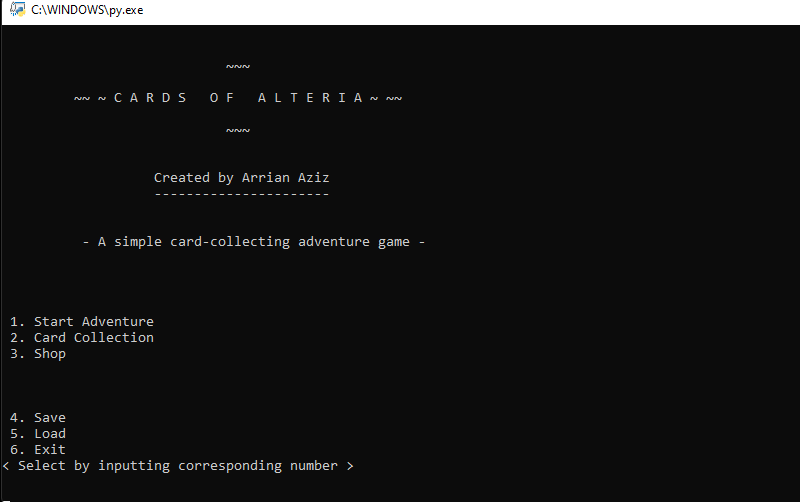 C:\WINDOWS\py.exe
~~~
~~ ~ C A R D S   O F   A L T E R I A ~ ~~
~~~
Created by Arrian Aziz
----------------------
- A simple card-collecting adventure game -
1. Start Adventure
2. Card Collection
3. Shop
4. Save
5. Load
6. Exit
< Select by inputting corresponding number >